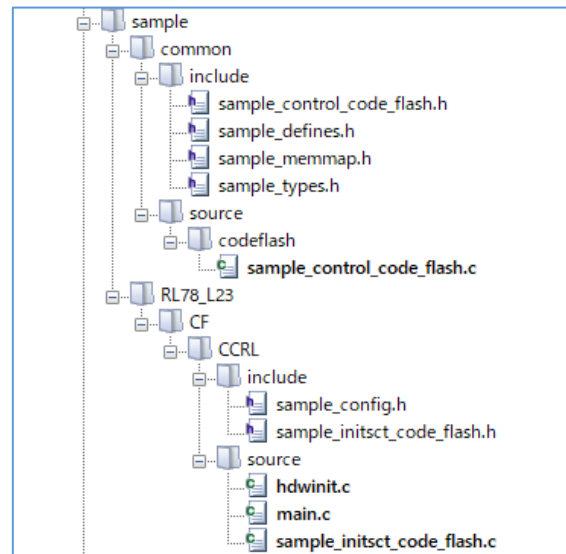 sample
common
include
sample_control_code_flash.h
sample_defines.h
sample_memmap.h
sample_types.h
source
codeflash
sample_control_code_flash.c
RL78_L23
CF
CCRL
include
sample_config.h
sample_initsct_code_flash.h
source
hdwinit.c
main.c
sample_initsct_code_flash.c